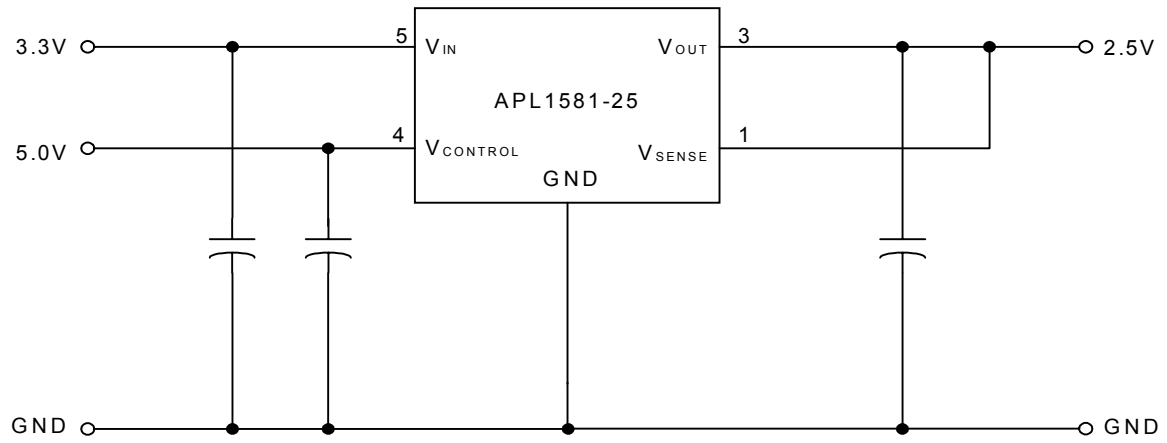 3.3V
5
VIN
VOUT
3
2.5V
APL1581-25
5.0V
4
VCONTROL
VSENSE
1
GND
GND
GND